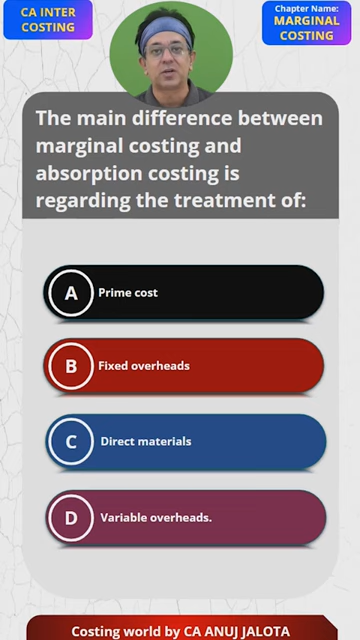 CA INTER
COSTING
Chapter Name:
MARGINAL
COSTING
The main difference between
marginal costing and
absorption costing is
regarding the treatment of:
A Prime cost
B Fixed overheads
C Direct materials
D Variable overheads.
Costing world by CA ANUJ JALOTA